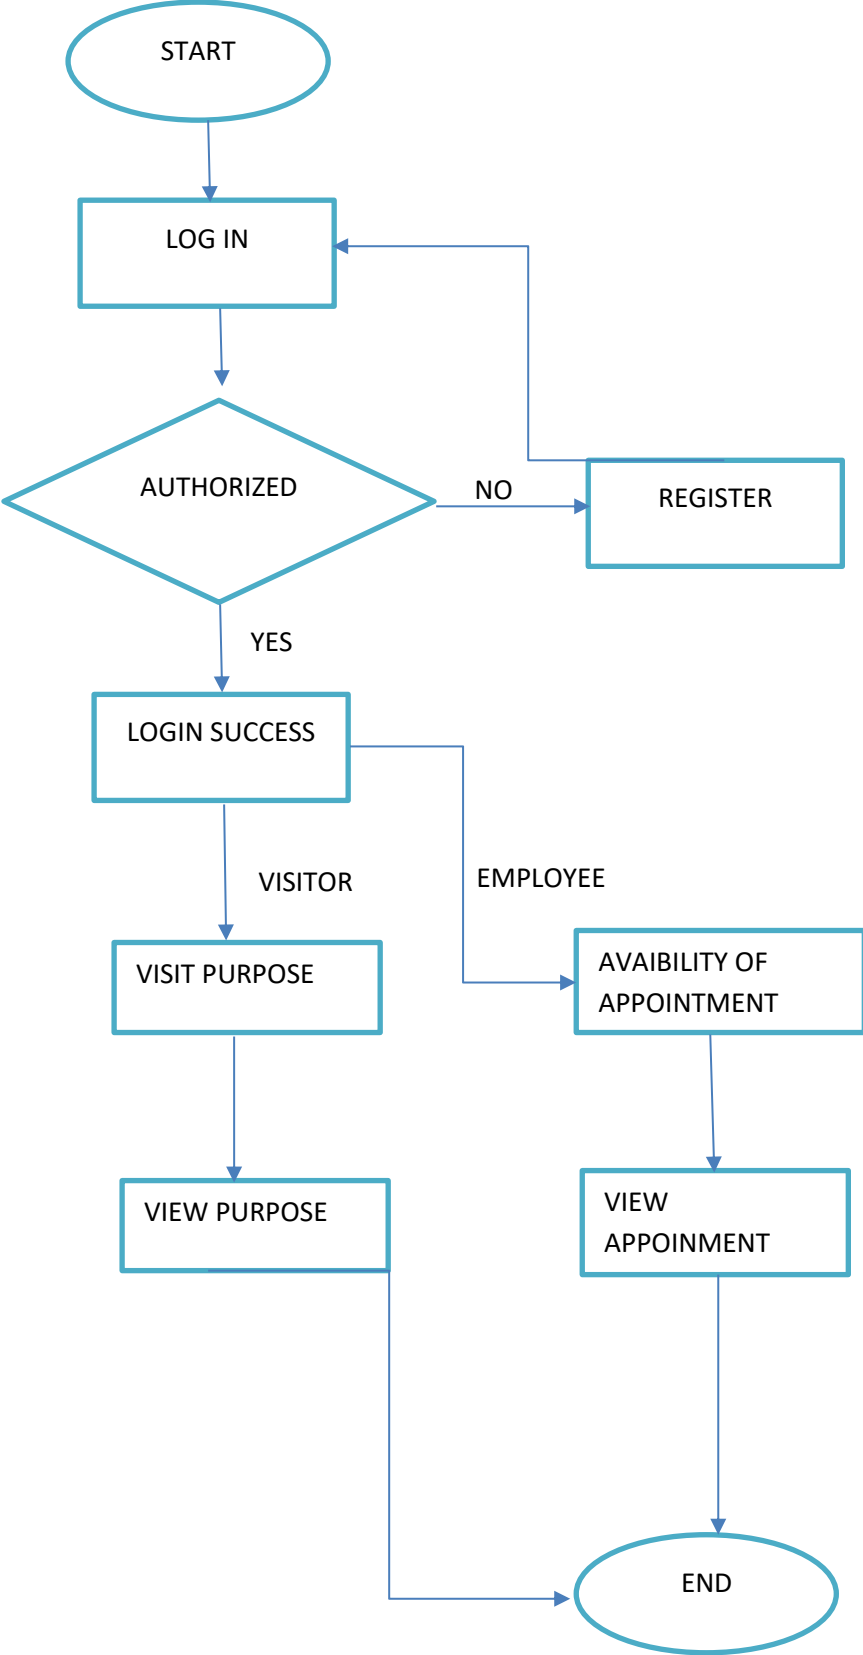 START
LOG IN
AUTHORIZED
NO
REGISTER
YES
LOGIN SUCCESS
VISITOR
EMPLOYEE
VISIT PURPOSE
AVAIBILITY OF
APPOINTMENT
VIEW PURPOSE
VIEW
APPOINMENT
END